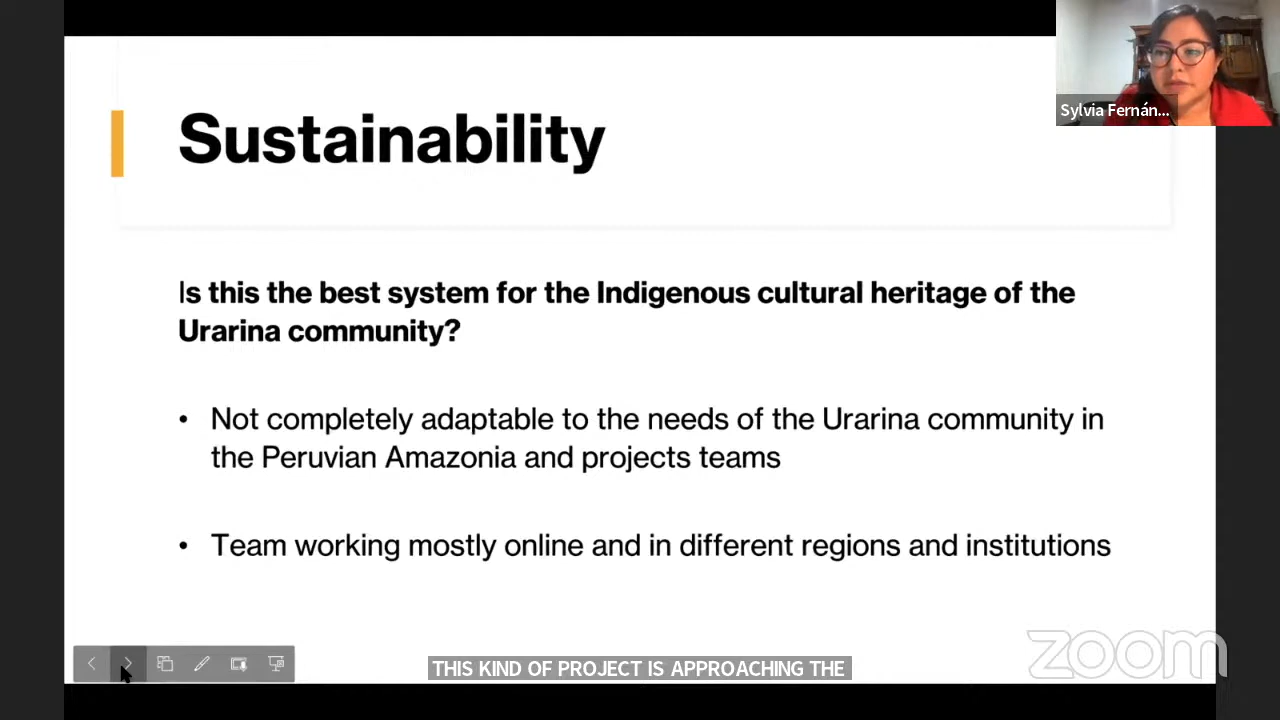 Sylvia Fernán...
Sustainability
Is this the best system for the Indigenous cultural heritage of the
Urarina community?
• Not completely adaptable to the needs of the Urarina community in
the Peruvian Amazonia and projects teams
• Team working mostly online and in different regions and institutions
zoom
THIS KIND OF PROJECT IS APPROACHING THE